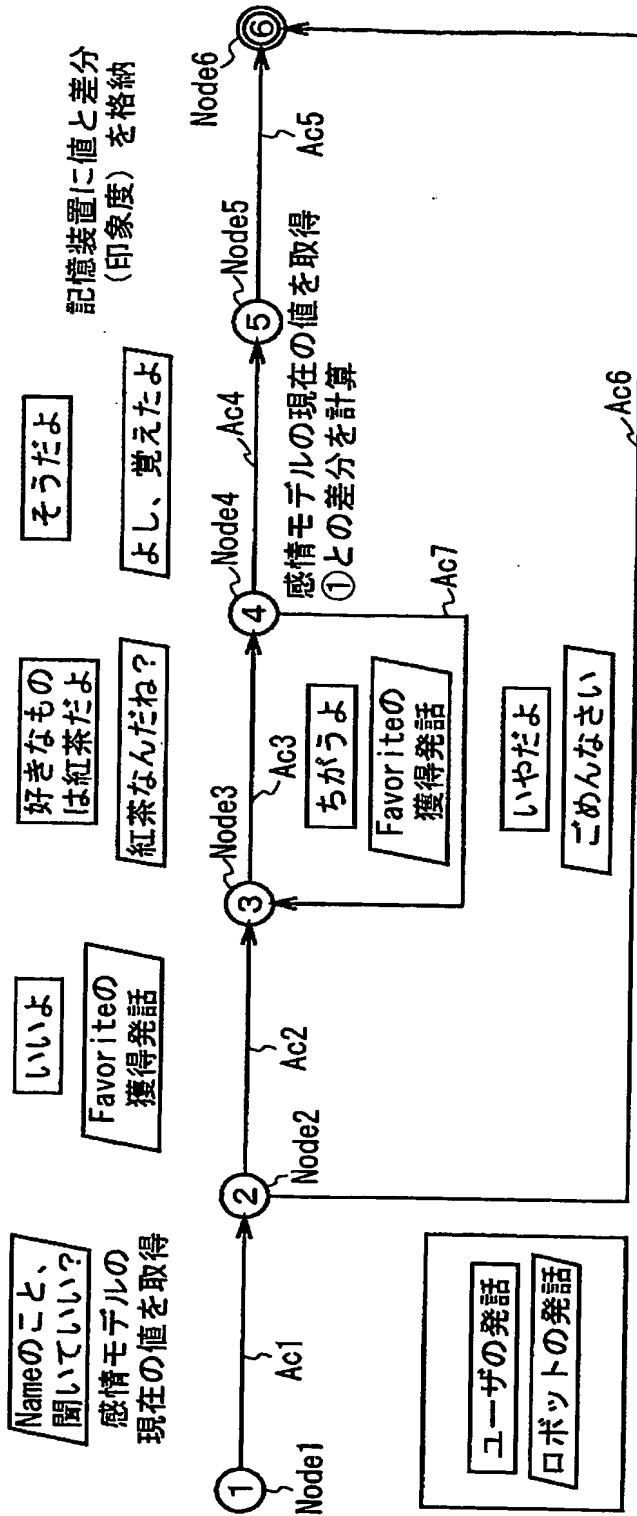 Nameのこと、
聞いていい?
感情モデルの
現在の値を取得
いいよ
Favoriteの
獲得発話
好きなもの
は紅茶だよ
紅茶なんだね?
そうだよ
よし、覚えたよ
記憶装置に値と差分
(印象度) を格納
① Node1
Ac1
② Node2
Ac2
③ Node3
Ac3
④ Node4
Ac4
⑤ Node5
Ac5
⑥ Node6
感情モデルの現在の値を取得
①との差分を計算
ちがうよ
Favoriteの
獲得発話
Ac7
いやだよ
ごめんなさい
Ac6
ユーザの発話
ロボットの発話